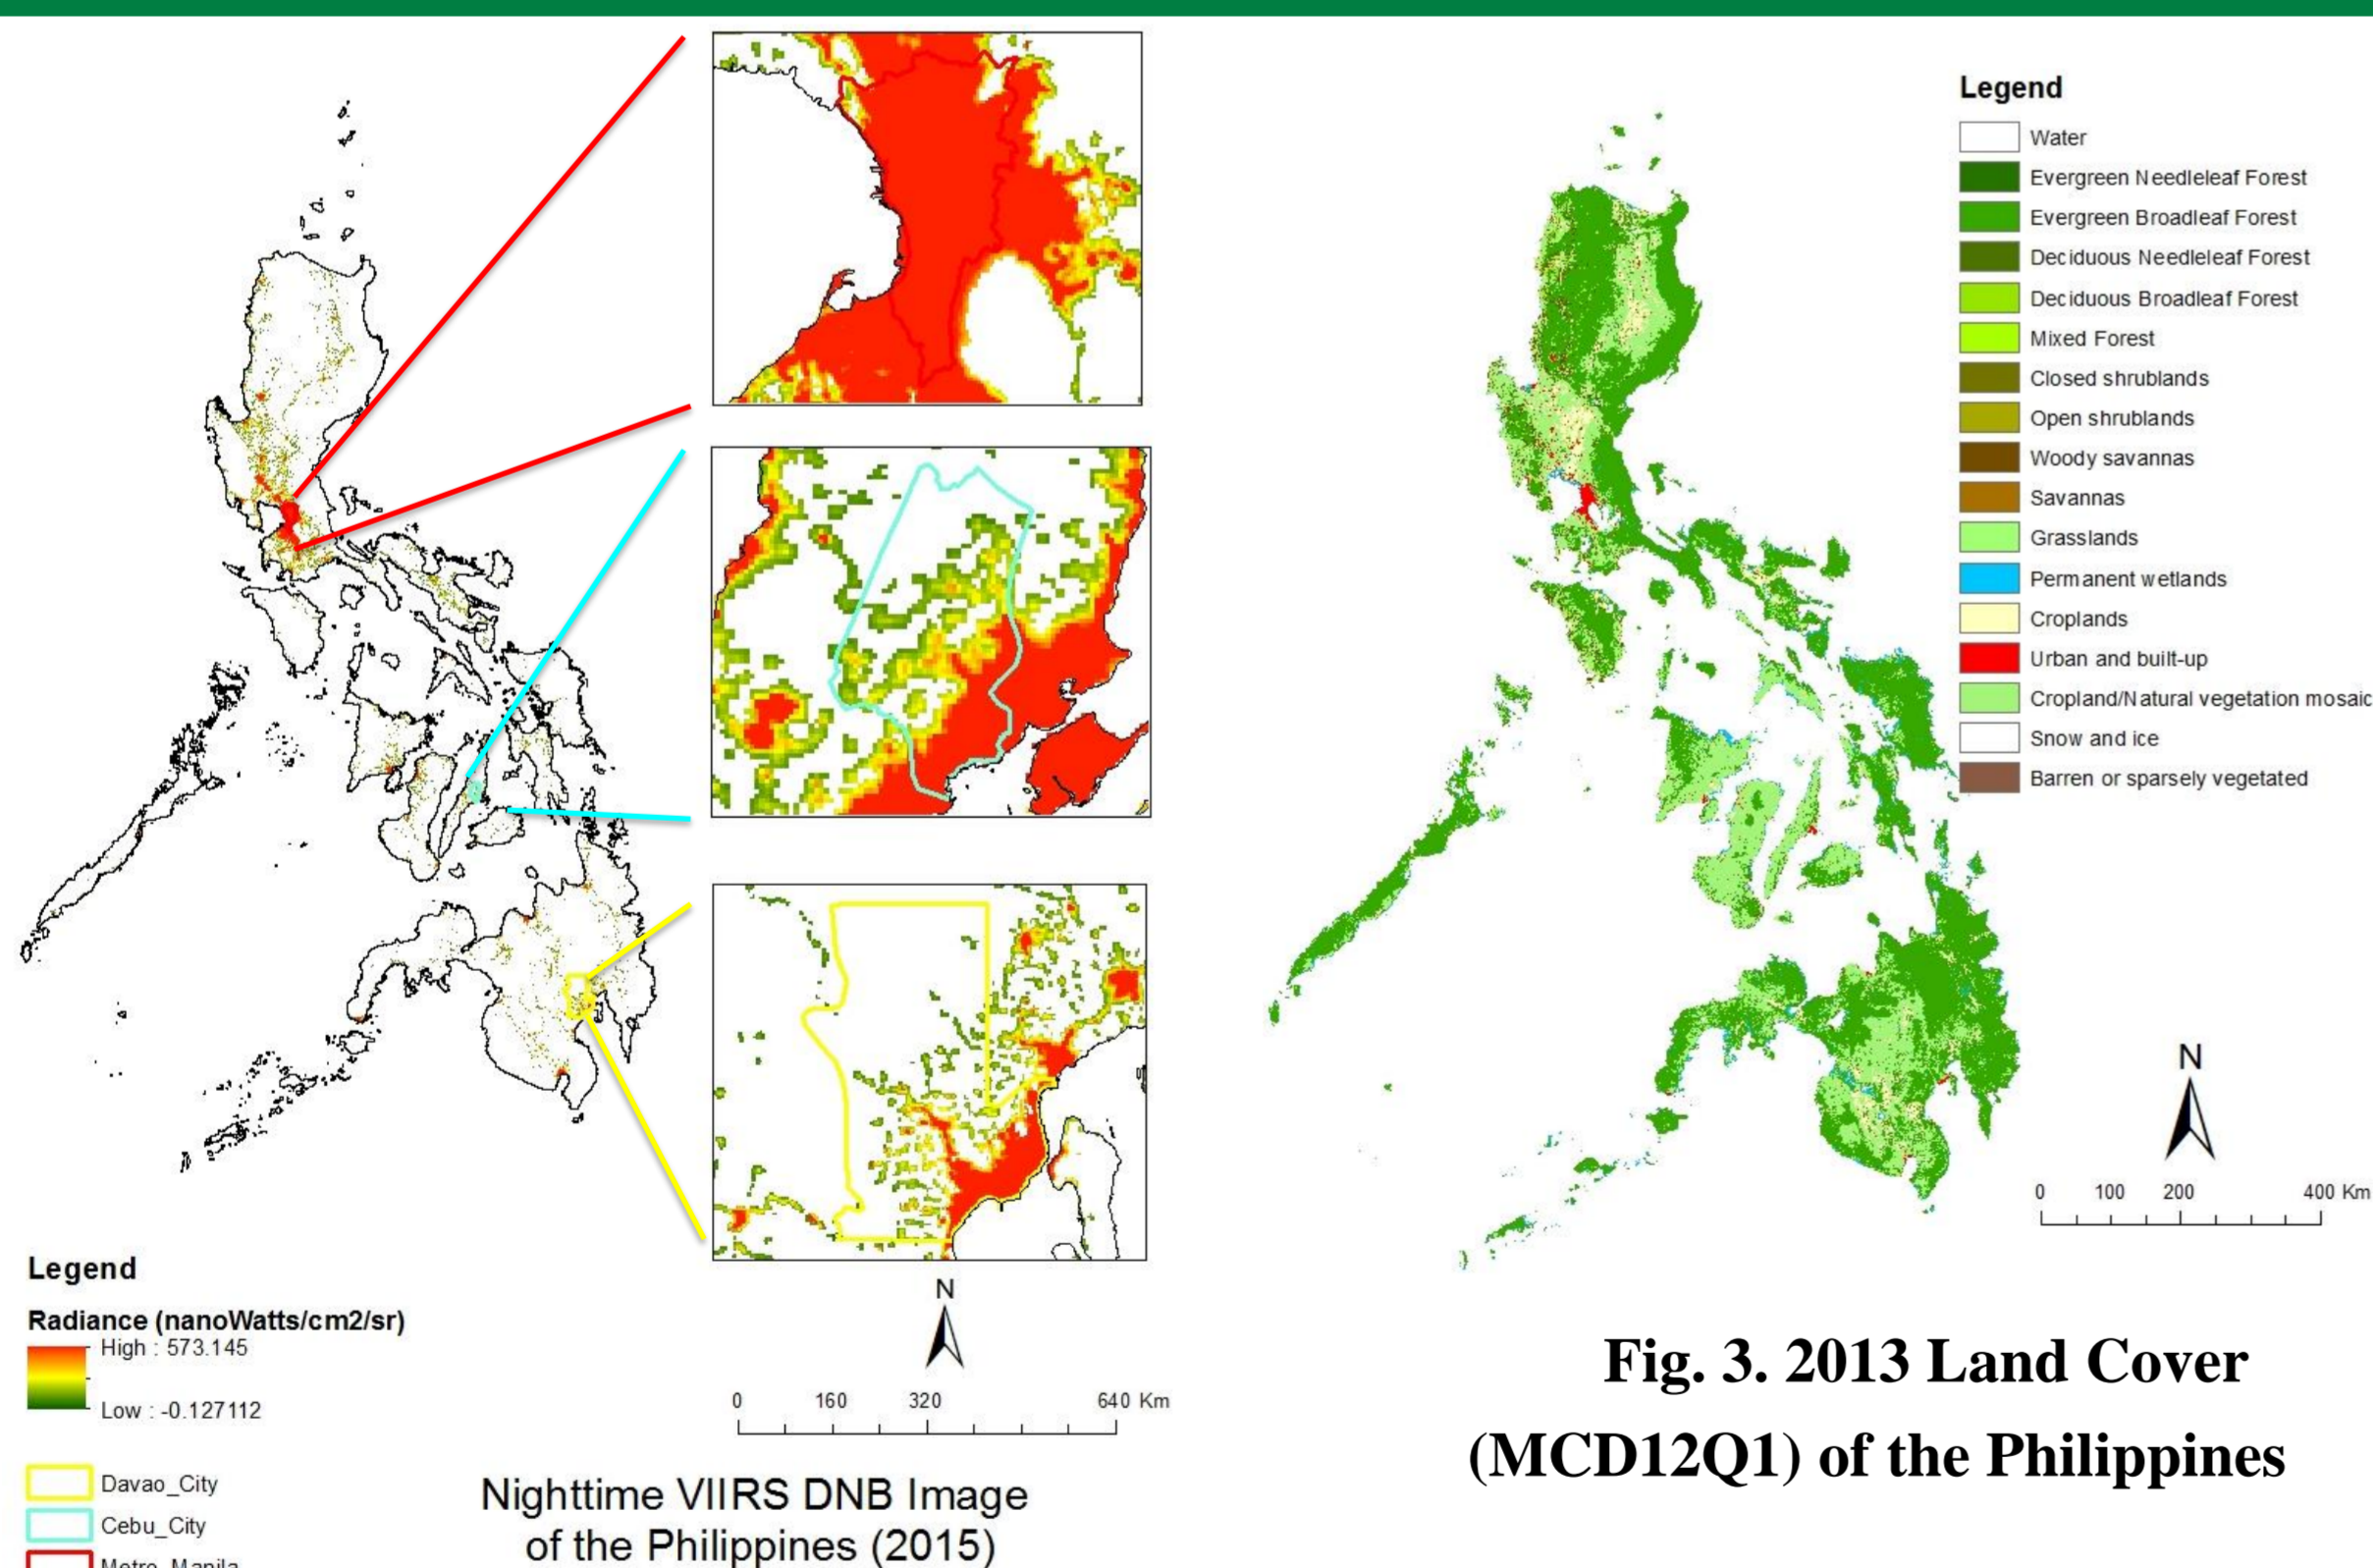 Legend
Radiance (nanoWatts/cm2/sr)
High : 573.145
Low : -0.127112
Davao_City
Cebu_City
Metro_Manila
N
0 160 320 640 Km
Nighttime VIIRS DNB Image
of the Philippines (2015)
Legend
Water
Evergreen Needleleaf Forest
Evergreen Broadleaf Forest
Deciduous Needleleaf Forest
Deciduous Broadleaf Forest
Mixed Forest
Closed shrublands
Open shrublands
Woody savannas
Savannas
Grasslands
Permanent wetlands
Croplands
Urban and built-up
Cropland/Natural vegetation mosaic
Snow and ice
Barren or sparsely vegetated
N
0 100 200 400 Km
Fig. 3. 2013 Land Cover
(MCD12Q1) of the Philippines